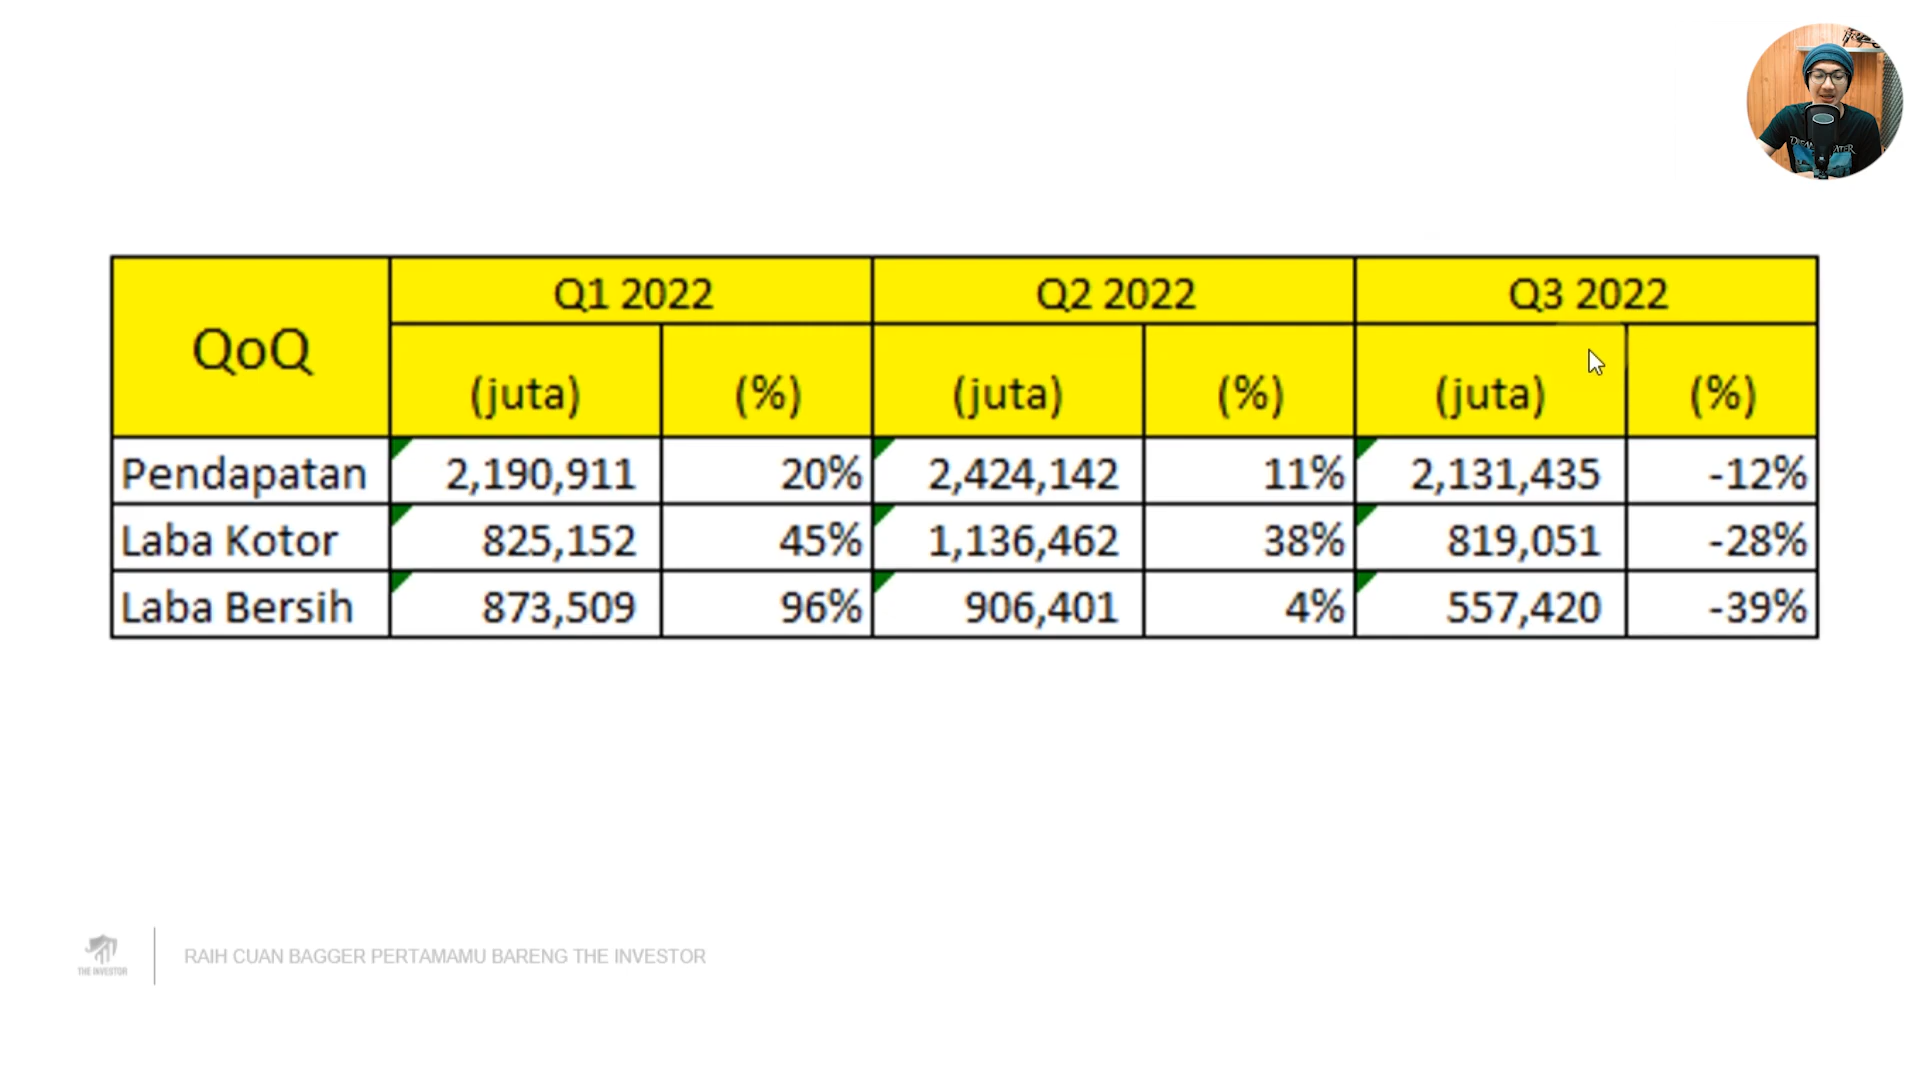 QoQ Q1 2022 Q2 2022 Q3 2022
(juta) (%) (juta) (%) (juta) (%)
Pendapatan 2,190,911 20% 2,424,142 11% 2,131,435 -12%
Laba Kotor 825,152 45% 1,136,462 38% 819,051 -28%
Laba Bersih 873,509 96% 906,401 4% 557,420 -39%
THE INVESTOR
RAIH CUAN BAGGER PERTAMAMU BARENG THE INVESTOR